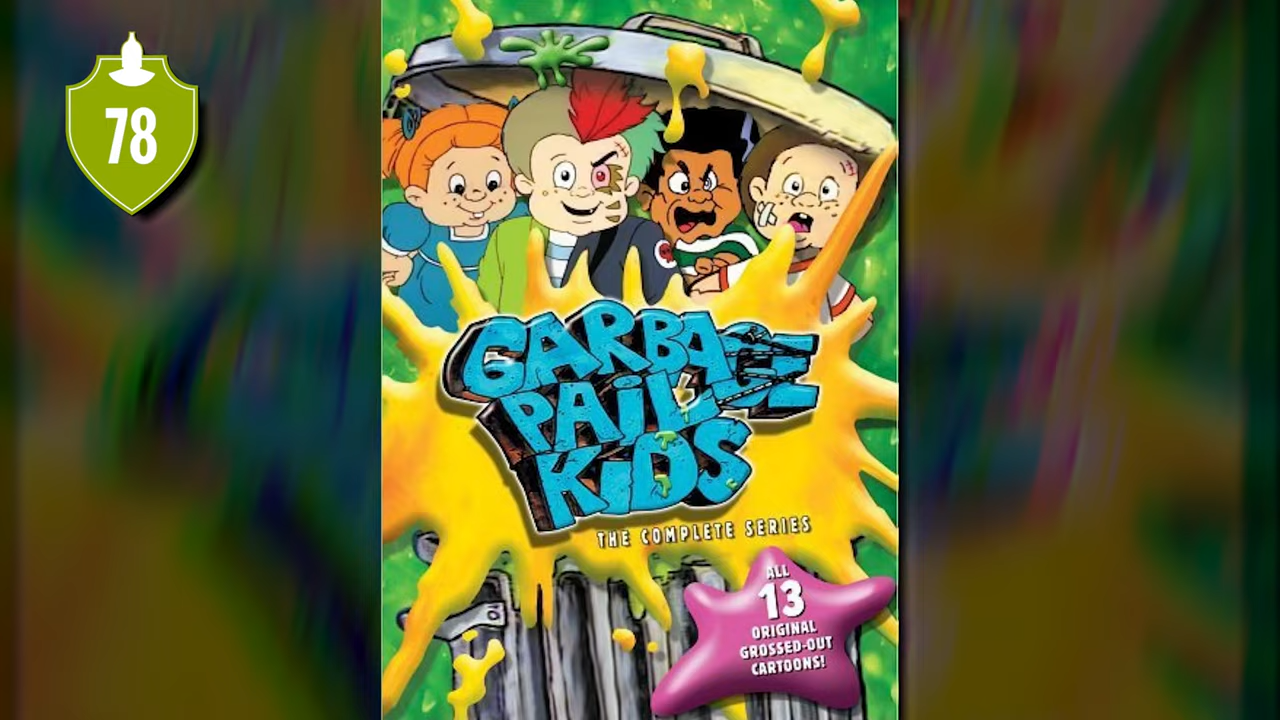 78
GARBAGE
PAIL
KIDS
THE COMPLETE SERIES
ALL
13
ORIGINAL
GROSSED-OUT
CARTOONS!